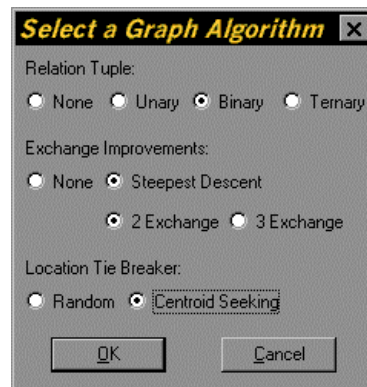 Select a Graph Algorithm
Relation Tuple:
None Unary Binary Ternary
Exchange Improvements:
None Steepest Descent
2 Exchange 3 Exchange
Location Tie Breaker:
Random Centroid Seeking
OK Cancel